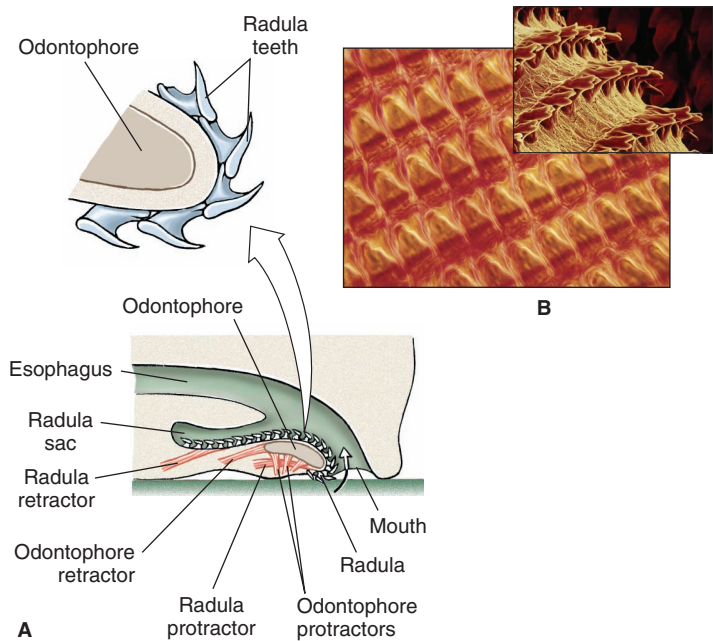 Radula
teeth
Odontophore
B
Odontophore
Esophagus
Radula
sac
Radula
retractor
Mouth
Odontophore
retractor
Radula
Radula
protractor
Odontophore
protractors
A